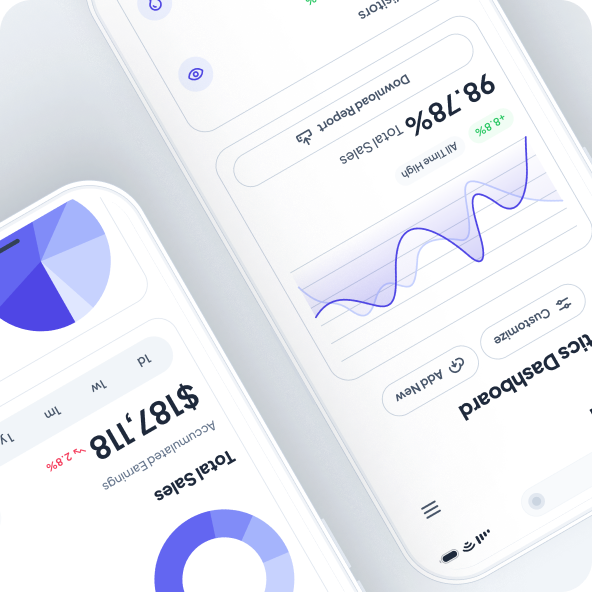 tics Dashboard
Add New
Customize
All Time High
+8.8%
98.78%
Total Sales
Download Report
isitors
%
Total Sales
Accumulated Earnings
$187,118
2.8%
1d
1w
1m
1y